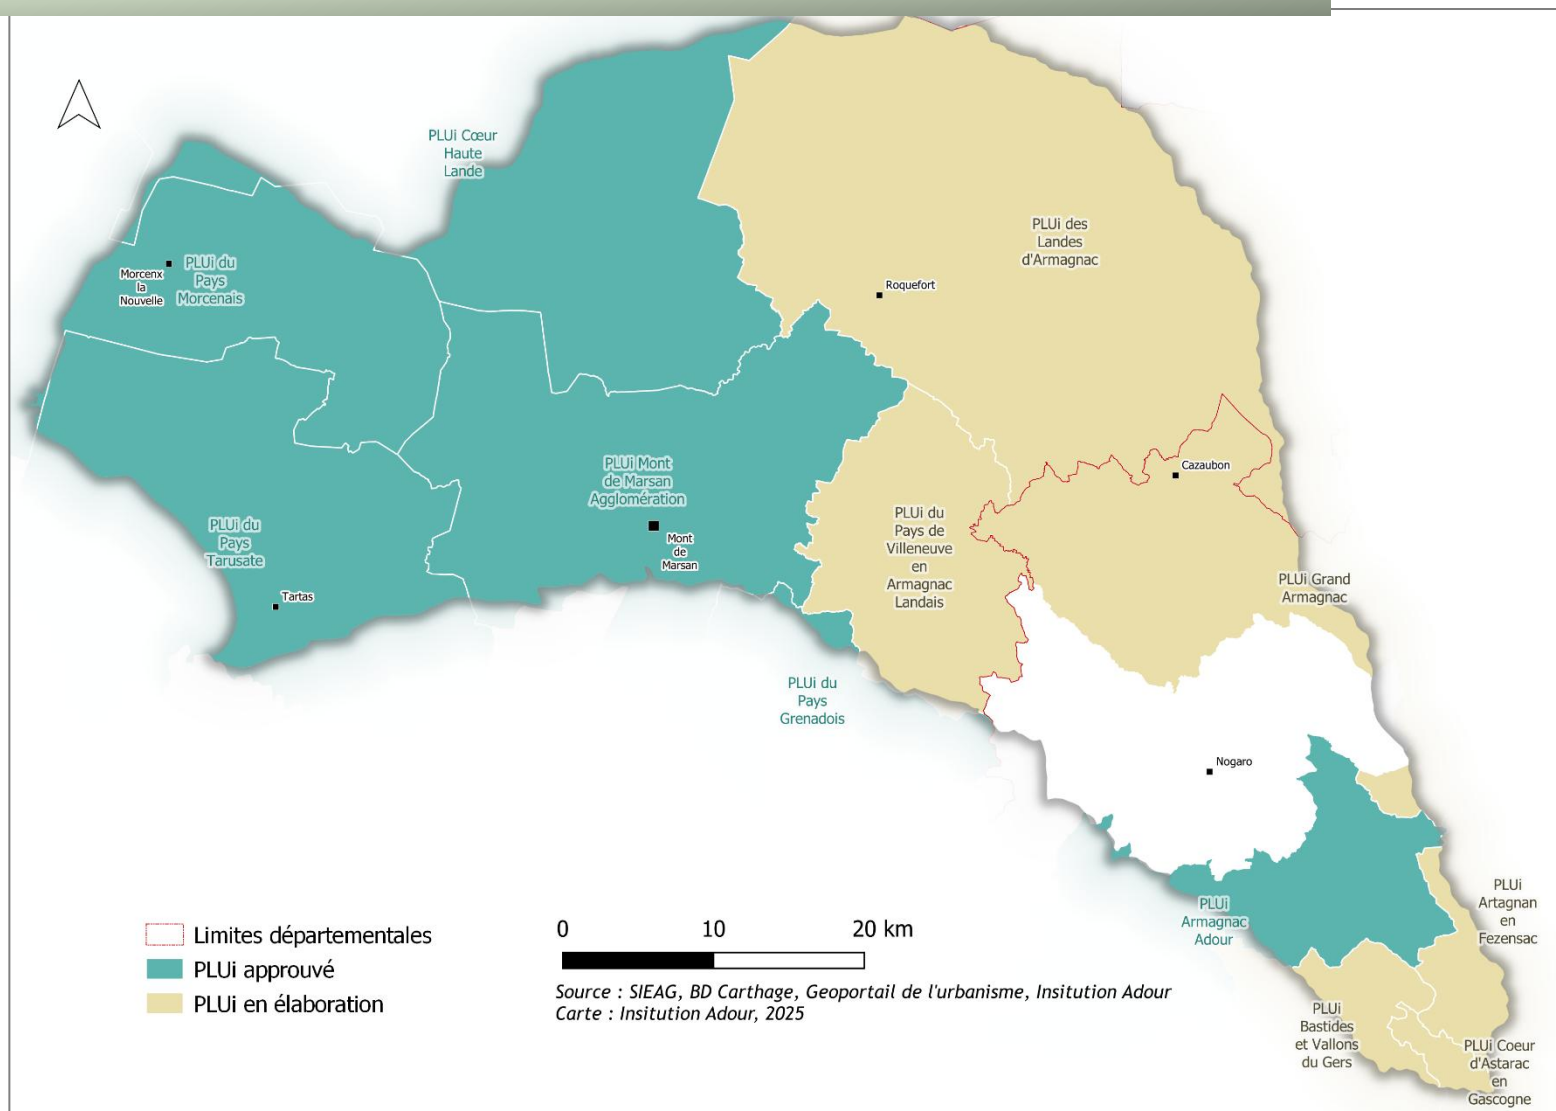 PLUi Cœur
Haute
Lande
PLUi des
Landes
d'Armagnac
Morcenx
la
Nouvelle
PLUi du
Pays
Morcenais
Roquefort
PLUi Mont
de Marsan
Agglomération
Mont
de
Marsan
Cazaubon
PLUi du
Pays de
Villeneuve
en
Armagnac
Landais
PLUi du
Pays
Tarusate
Tartas
PLUi Grand
Armagnac
PLUi du
Pays
Grenadois
Nogaro
PLUi
Armagnac
Adour
PLUi
Artagnan
en
Fezensac
PLUi
Bastides
et Vallons
du Gers
PLUi Coeur
d'Astarac
en
Gascogne
Limites départementales
PLUi approuvé
PLUi en élaboration
0 10 20 km
Source : SIEAG, BD Carthage, Geoportail de l'urbanisme, Insitution Adour
Carte : Insitution Adour, 2025